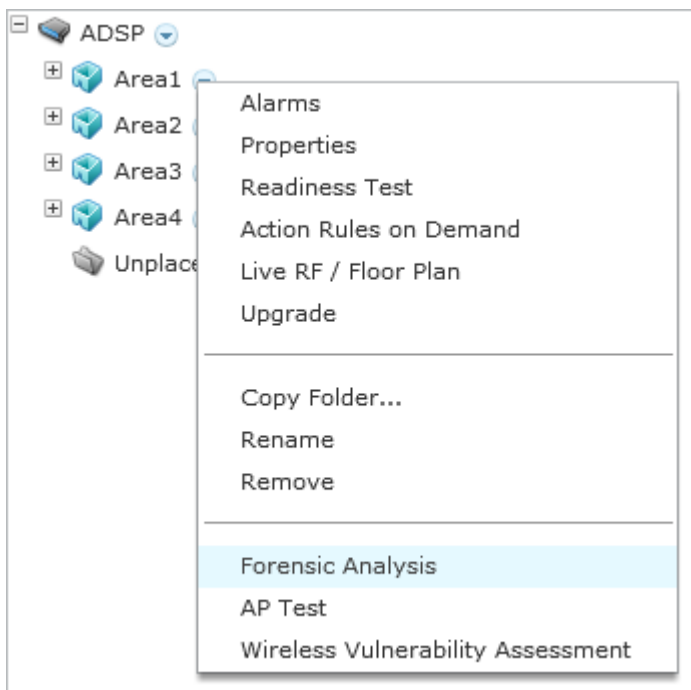 ADSP
Area1
Alarms
Properties
Area2
Area3
Readiness Test
Area4
Action Rules on Demand
Unplace
Live RF / Floor Plan
Upgrade
Copy Folder...
Rename
Remove
Forensic Analysis
AP Test
Wireless Vulnerability Assessment